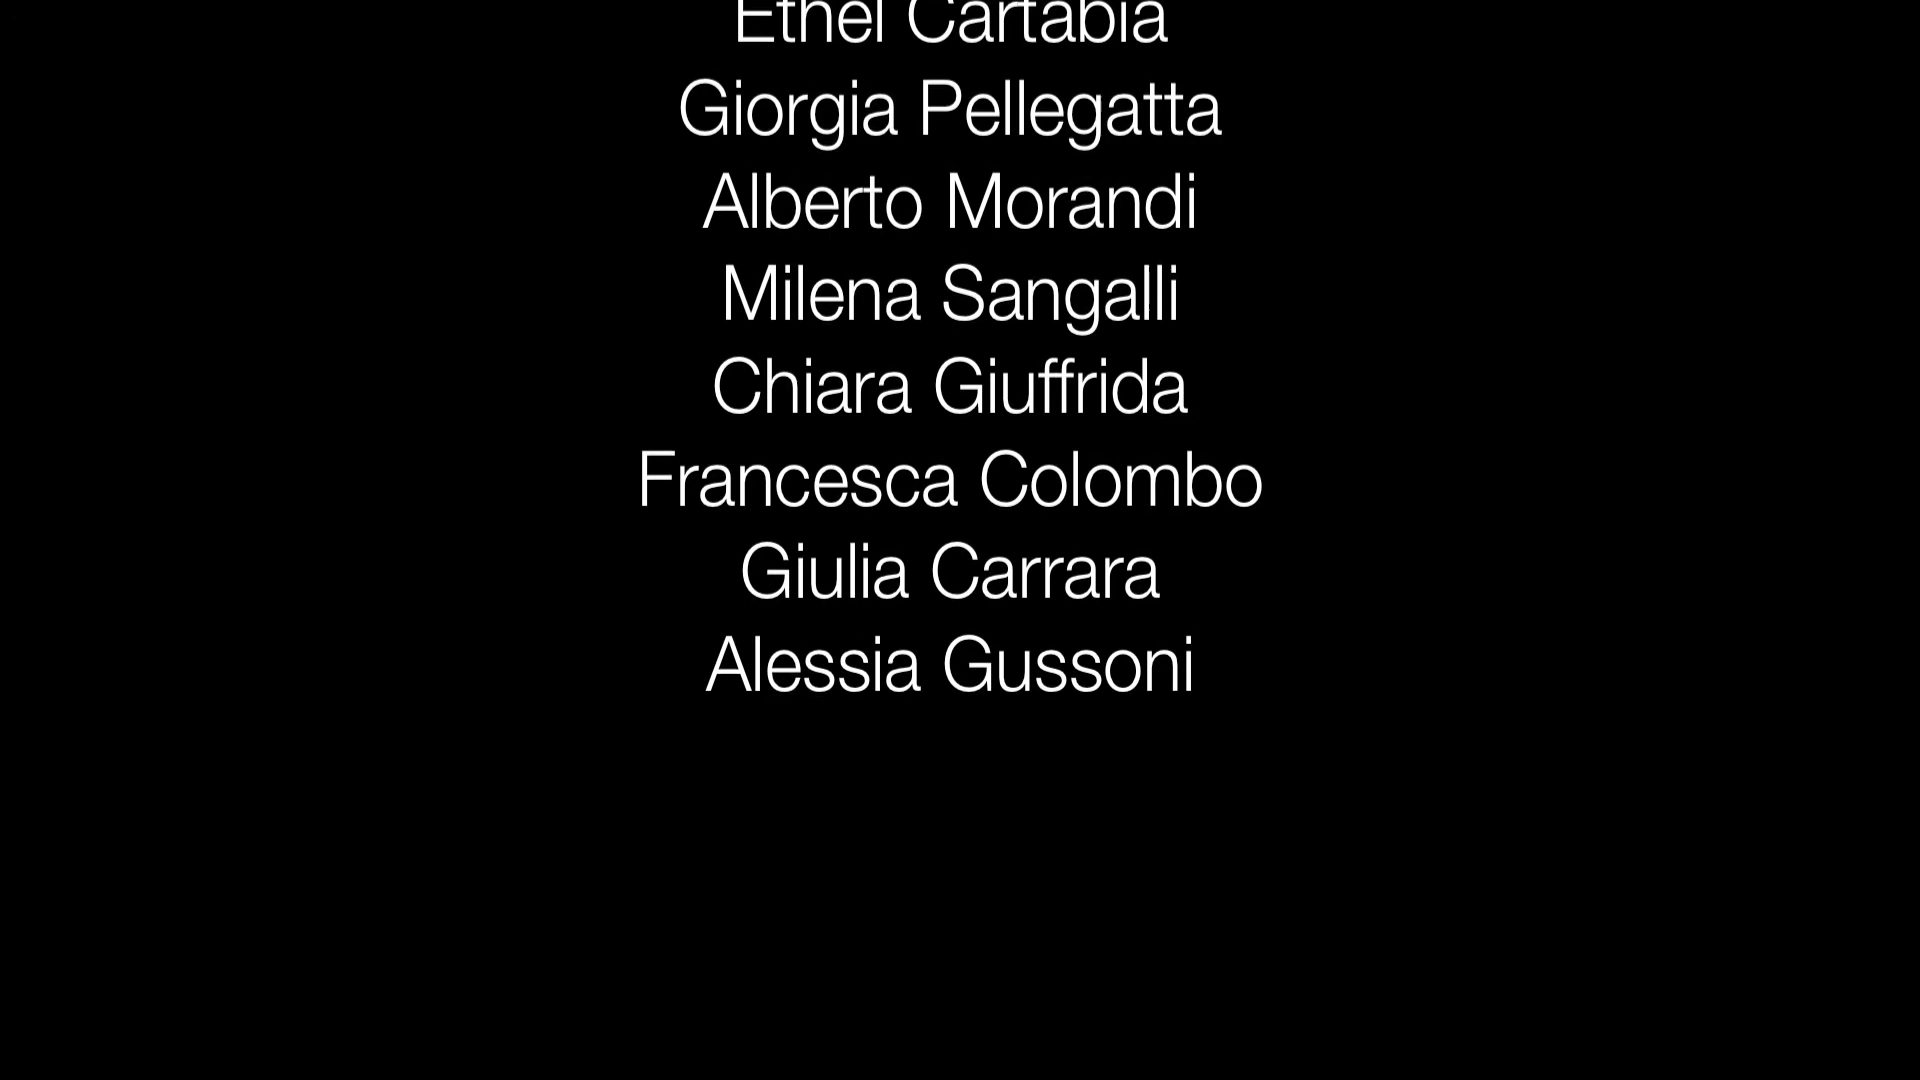 Ethel Cartabia
Giorgia Pellegatta
Alberto Morandi
Milena Sangalli
Chiara Giuffrida
Francesca Colombo
Giulia Carrara
Alessia Gussoni